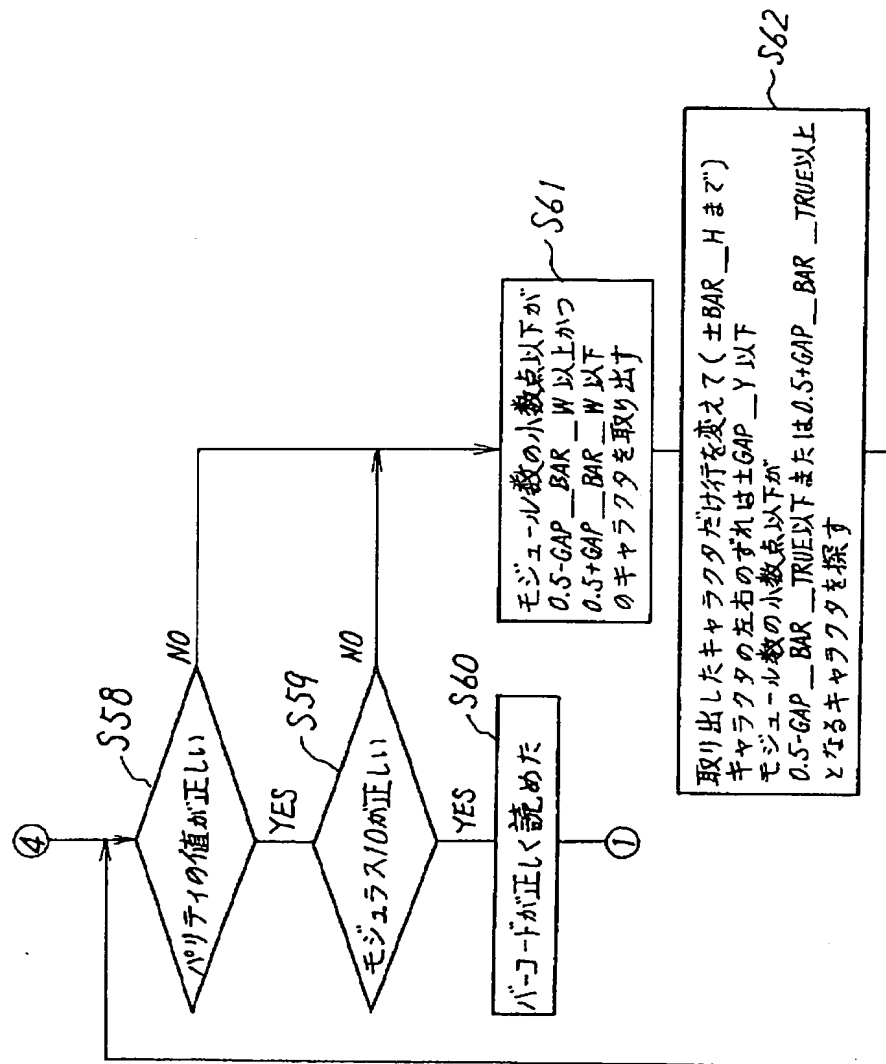 ④
S58
パリティの値が正しい
NO
YES
S59
モジュラス10が正しい
NO
YES
S60
バーコードが正しく読めた
①
S61
モジュール数の小数点以下が
0.5-GAP__BAR__W以上かつ
0.5+GAP__BAR__W以下
のキャラクタを取り出す
S62
取り出したキャラクタだけ行を変えて(±BAR__Hまで)
キャラクタの左右のずれは±GAP__Y以下
モジュール数の小数点以下が
0.5-GAP__BAR__TRUE以下または0.5+GAP__BAR__TRUE以上
となるキャラクタを探す